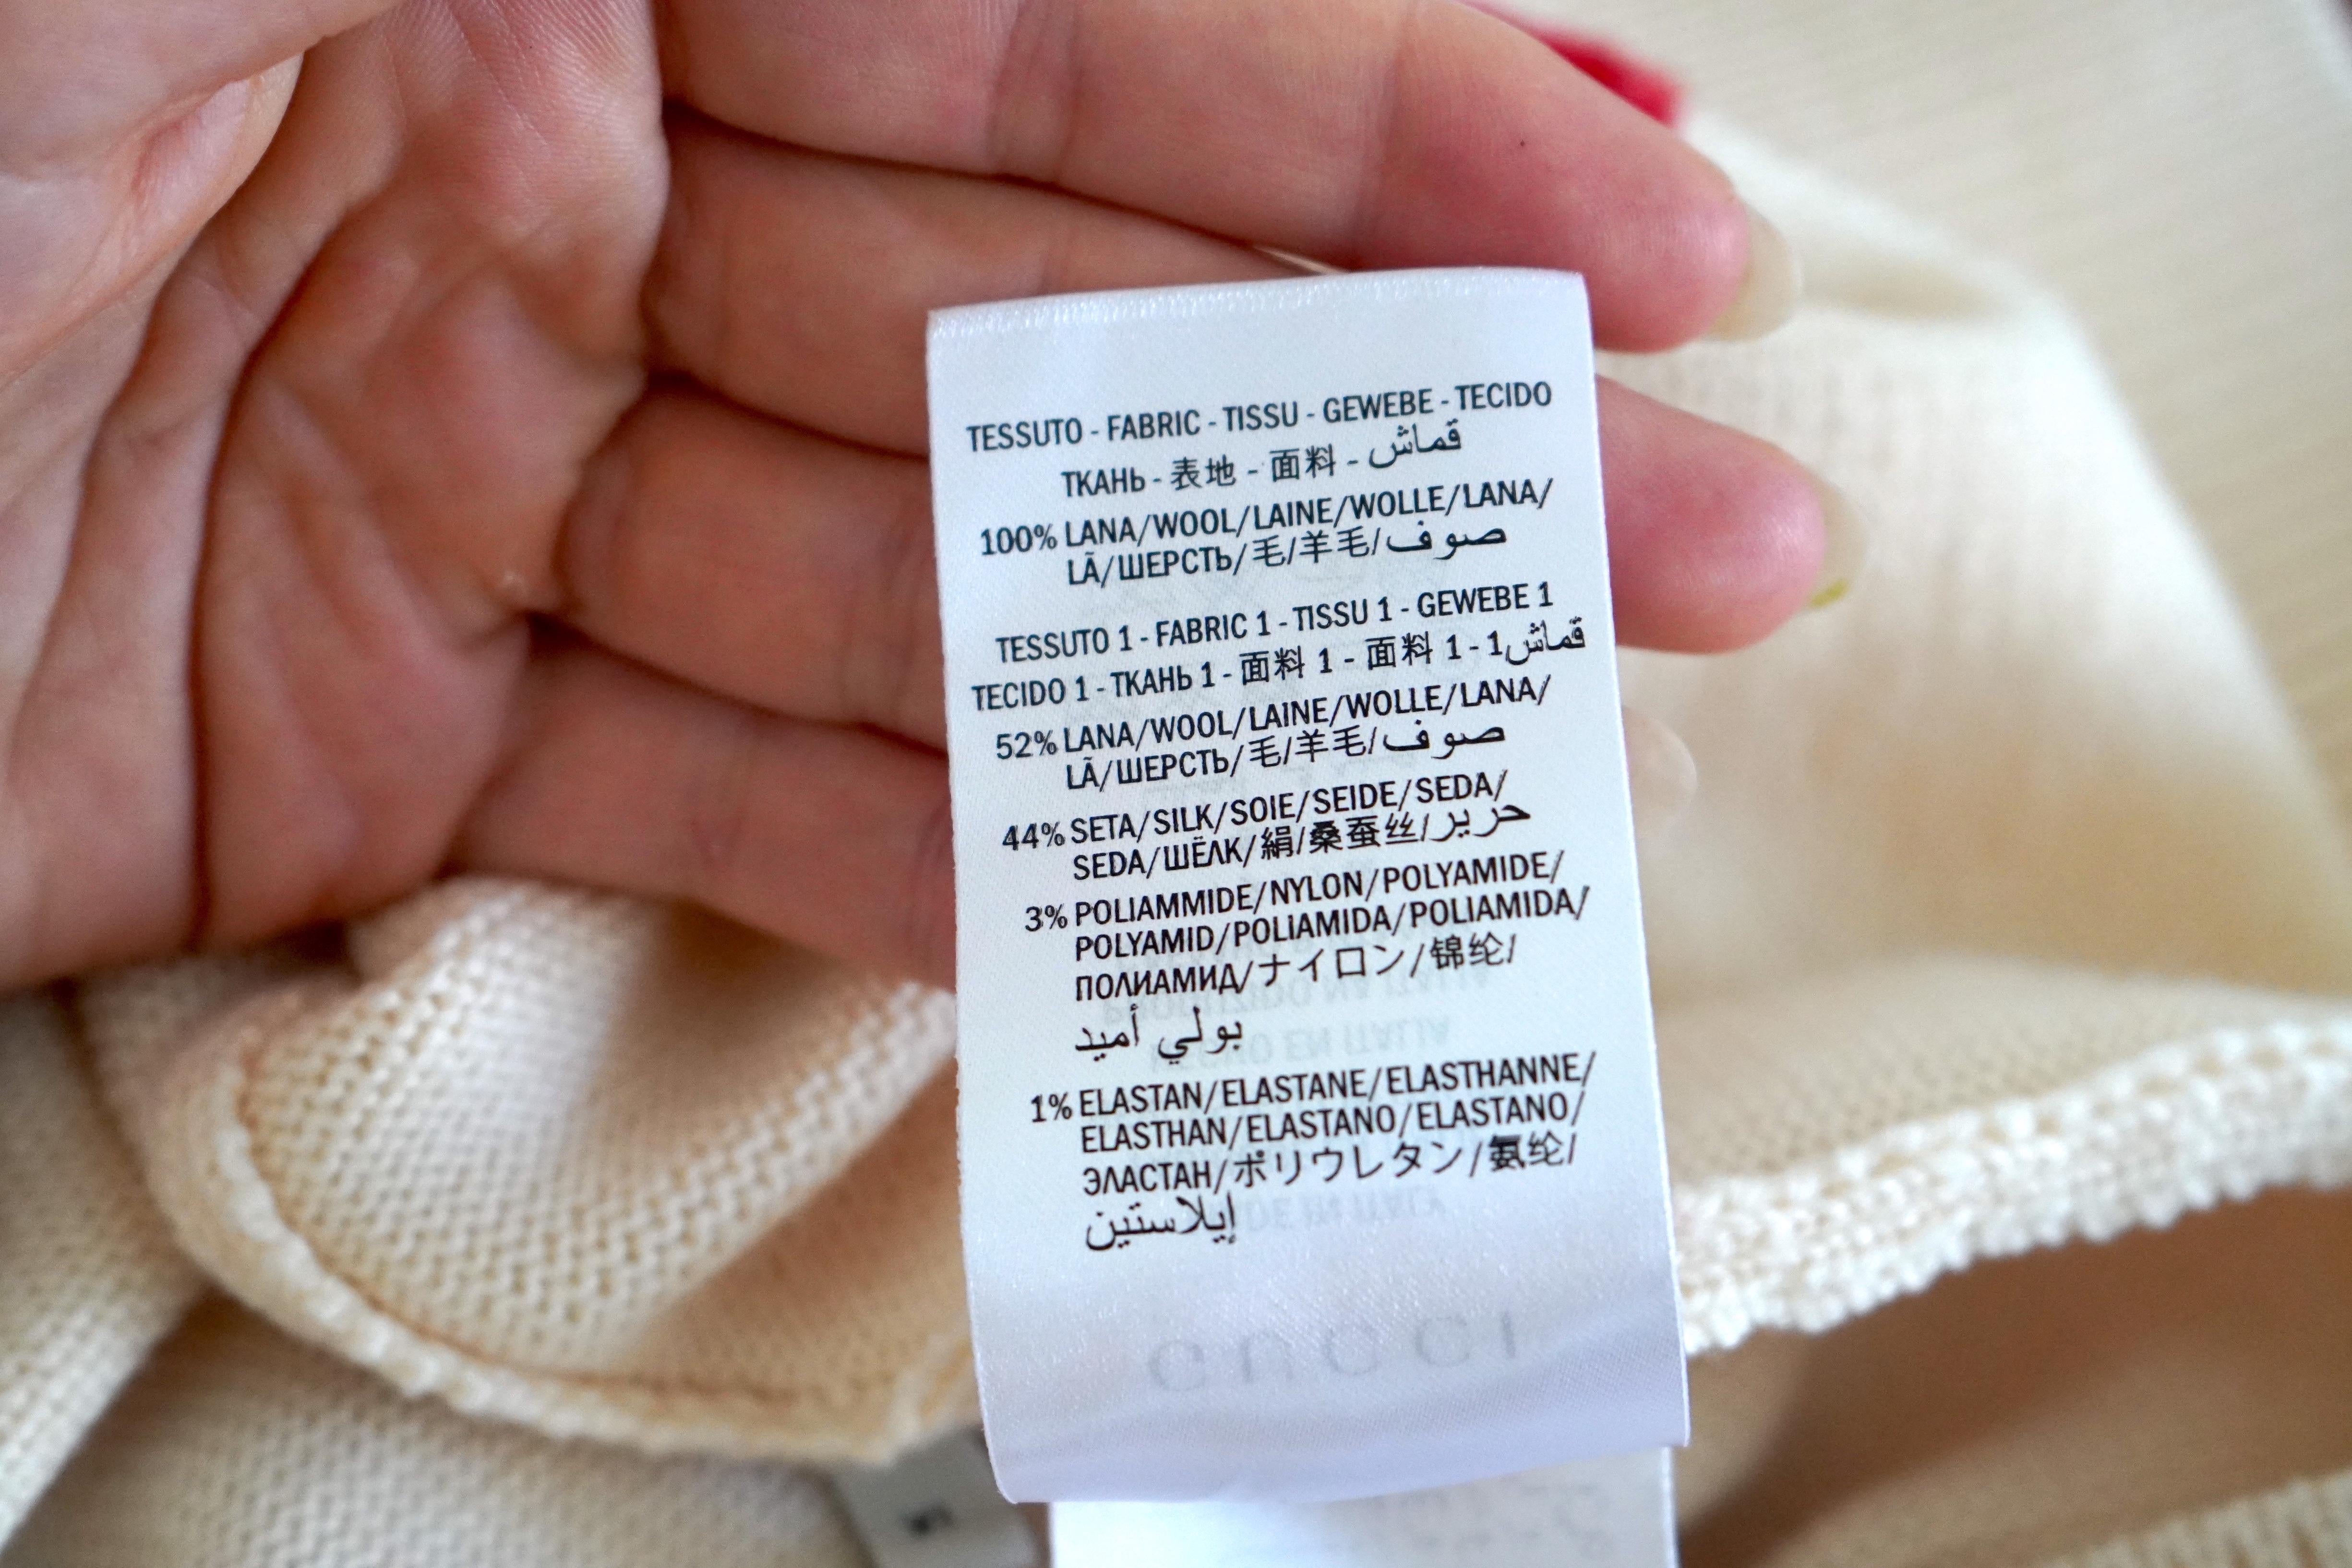 TESSUTO - FABRIC - TISSU - GEWEBE - TECIDO
ТКАНЬ - 表地 - 面料 - قماش
100% LANA/WOOL/LAINE/WOLLE/LANA/
LÃ/ШЕРСТЬ/毛/羊毛/صوف
TESSUTO 1 - FABRIC 1 - TISSU 1 - GEWEBE 1
TECIDO 1 - ТКАНЬ 1 - 面料 1 - 面料 1 - قماش1
52% LANA/WOOL/LAINE/WOLLE/LANA/
LÃ/ШЕРСТЬ/毛/羊毛/صوف
44% SETA/SILK/SOIE/SEIDE/SEDA/
SEDA/ШЁЛК/絹/桑蚕丝/حرير
3% POLIAMMIDE/NYLON/POLYAMIDE/
POLYAMID/POLIAMIDA/POLIAMIDA/
ПОЛИАМИД/ナイロン/锦纶/
بولي أميد
1% ELASTAN/ELASTANE/ELASTHANNE/
ELASTHAN/ELASTANO/ELASTANO/
ЭЛАСТАН/ポリウレタン/氨纶/
إيلاستين
GUCCI